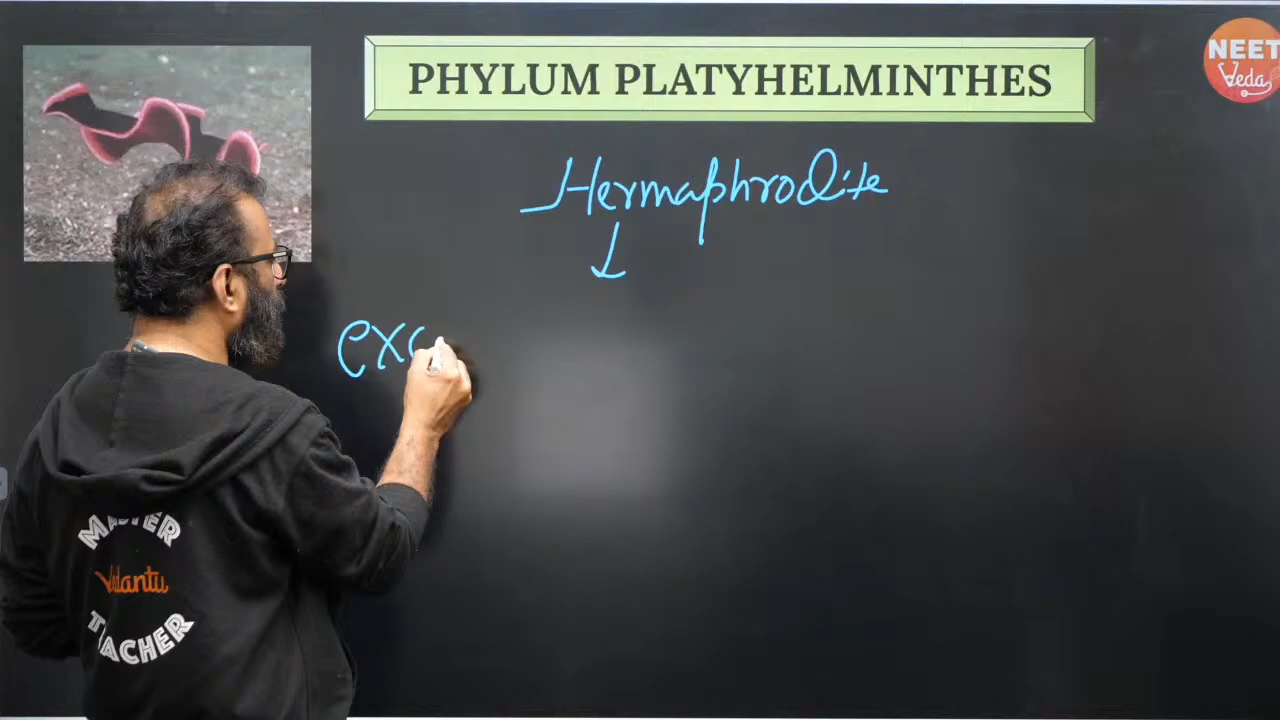 NEET
Veda
PHYLUM PLATYHELMINTHES
Hermaphrodite
exc
MASTER
Vedantu
TEACHER